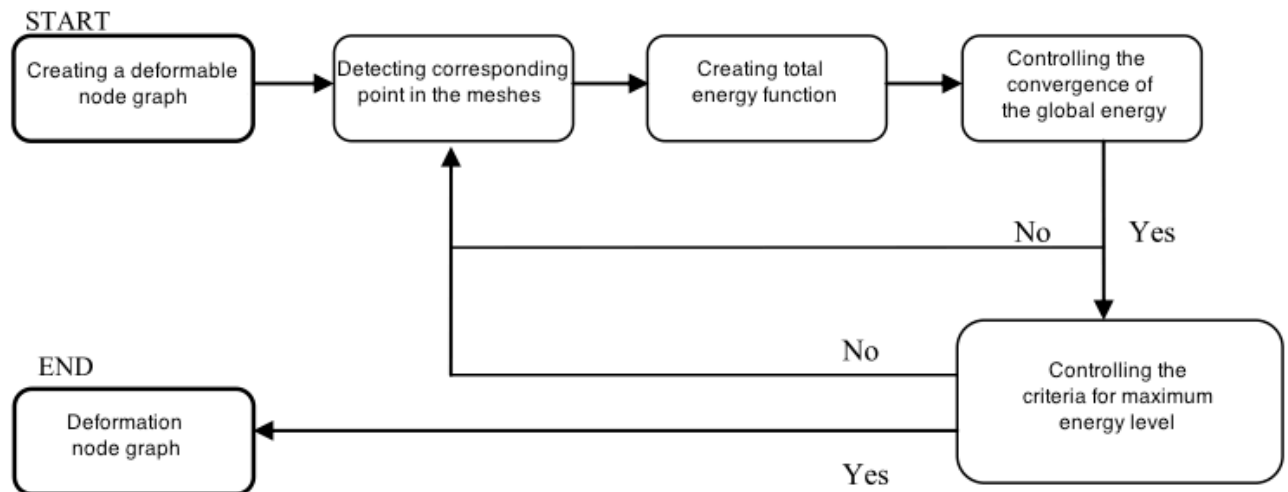 START
Creating a deformable
node graph
Detecting corresponding
point in the meshes
Creating total
energy function
Controlling the
convergence of
the global energy
No
Yes
No
Controlling the
criteria for maximum
energy level
END
Deformation
node graph
Yes